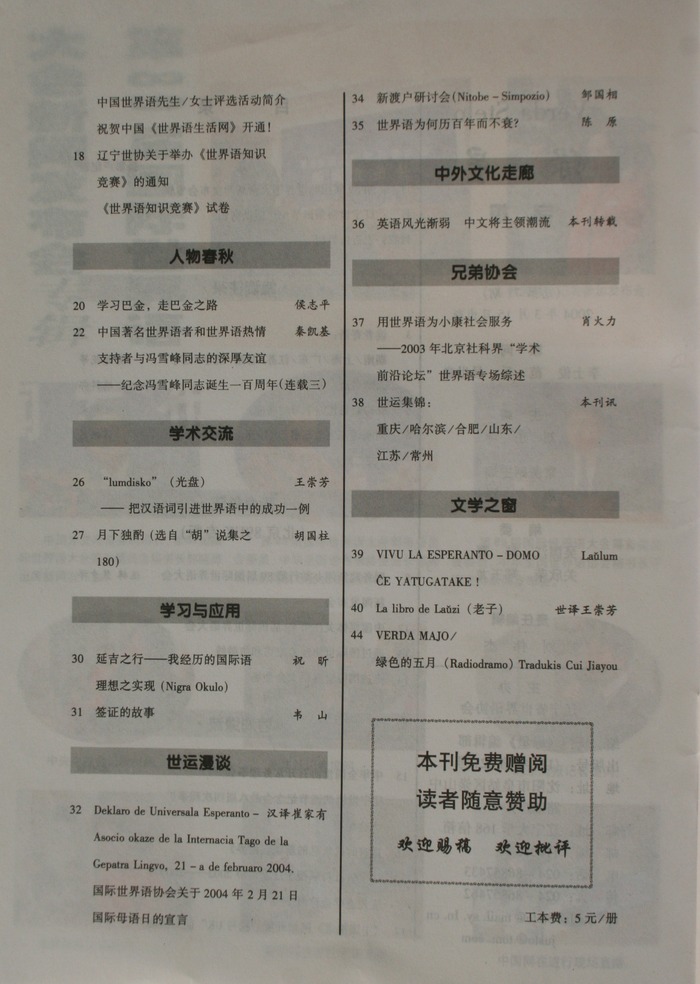 中国世界语先生/女士评选活动简介
祝贺中国《世界语生活网》开通！
18 辽宁世协关于举办《世界语知识
竞赛》的通知
《世界语知识竞赛》试卷
人物春秋
20 学习巴金，走巴金之路 侯志平
22 中国著名世界语者和世界语热情 秦凯基
支持者与冯雪峰同志的深厚友谊
——纪念冯雪峰同志诞生一百周年(连载三)
学术交流
26 “lumdisko”（光盘） 王崇芳
—— 把汉语词引进世界语中的成功一例
27 月下独酌 (选自“胡”说集之 胡国柱
180)
学习与应用
30 延吉之行——我经历的国际语 祝 昕
理想之实现 (Nigra Okulo)
31 签证的故事 韦 山
世运漫谈
32 Deklaro de Universala Esperanto - 汉译崔家有
Asocio okaze de la Internacia Tago de la
Gepatra Lingvo, 21 - a de februaro 2004.
国际世界语协会关于 2004 年 2 月 21 日
国际母语日的宣言
34 新渡户研讨会(Nitobe - Simpozio) 邹国相
35 世界语为何历百年而不衰? 陈 原
中外文化走廊
36 英语风光渐弱 中文将主领潮流 本刊转载
兄弟协会
37 用世界语为小康社会服务 肖火力
——2003 年北京社科界“学术
前沿论坛”世界语专场综述
38 世运集锦： 本刊讯
重庆/哈尔滨/合肥/山东/
江苏/常州
文学之窗
39 VIVU LA ESPERANTO - DOMO Laŭlum
ĈE YATUGATAKE !
40 La libro de Laŭzi（老子） 世译王崇芳
44 VERDA MAJO/
绿色的五月（Radiodramo）Tradukis Cui Jiayou
本刊免费赠阅
读者随意赞助
欢迎赐稿 欢迎批评
工本费：5 元/册